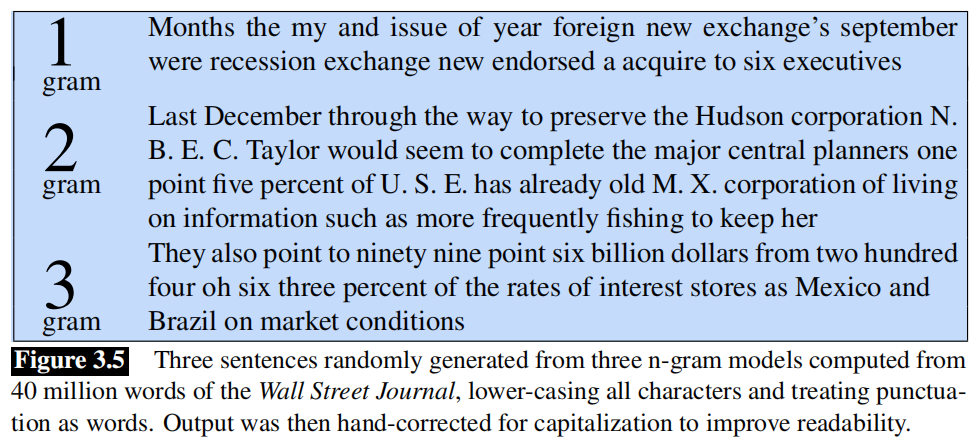 1
gram
Months the my and issue of year foreign new exchange’s september
were recession exchange new endorsed a acquire to six executives
2
gram
Last December through the way to preserve the Hudson corporation N.
B. E. C. Taylor would seem to complete the major central planners one
point five percent of U. S. E. has already old M. X. corporation of living
on information such as more frequently fishing to keep her
3
gram
They also point to ninety nine point six billion dollars from two hundred
four oh six three percent of the rates of interest stores as Mexico and
Brazil on market conditions
Figure 3.5 Three sentences randomly generated from three n-gram models computed from
40 million words of the Wall Street Journal, lower-casing all characters and treating punctua-
tion as words. Output was then hand-corrected for capitalization to improve readability.